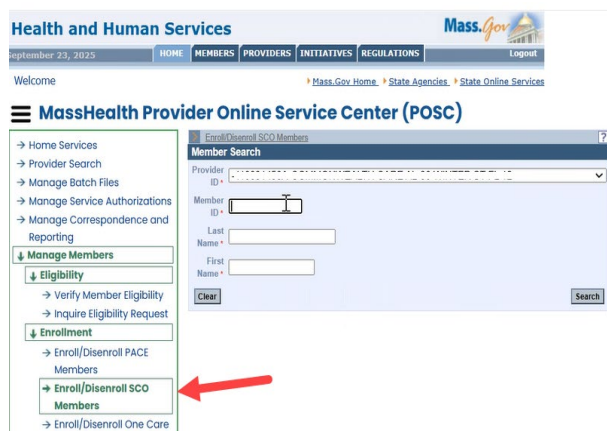 Health and Human Services
Mass.Gov
September 23, 2025 HOME MEMBERS PROVIDERS INITIATIVES REGULATIONS Logout
Welcome Mass.Gov Home State Agencies State Online Services
MassHealth Provider Online Service Center (POSC)
→ Home Services
→ Provider Search
→ Manage Batch Files
→ Manage Service Authorizations
→ Manage Correspondence and
Reporting
↓ Manage Members
↓ Eligibility
→ Verify Member Eligibility
→ Inquire Eligibility Request
↓ Enrollment
→ Enroll/Disenroll PACE
Members
→ Enroll/Disenroll SCO
Members
→ Enroll/Disenroll One Care
Enroll/Disenroll SCO Members ?
Member Search
Provider
ID *
Member
ID *
Last
Name *
First
Name *
Clear Search